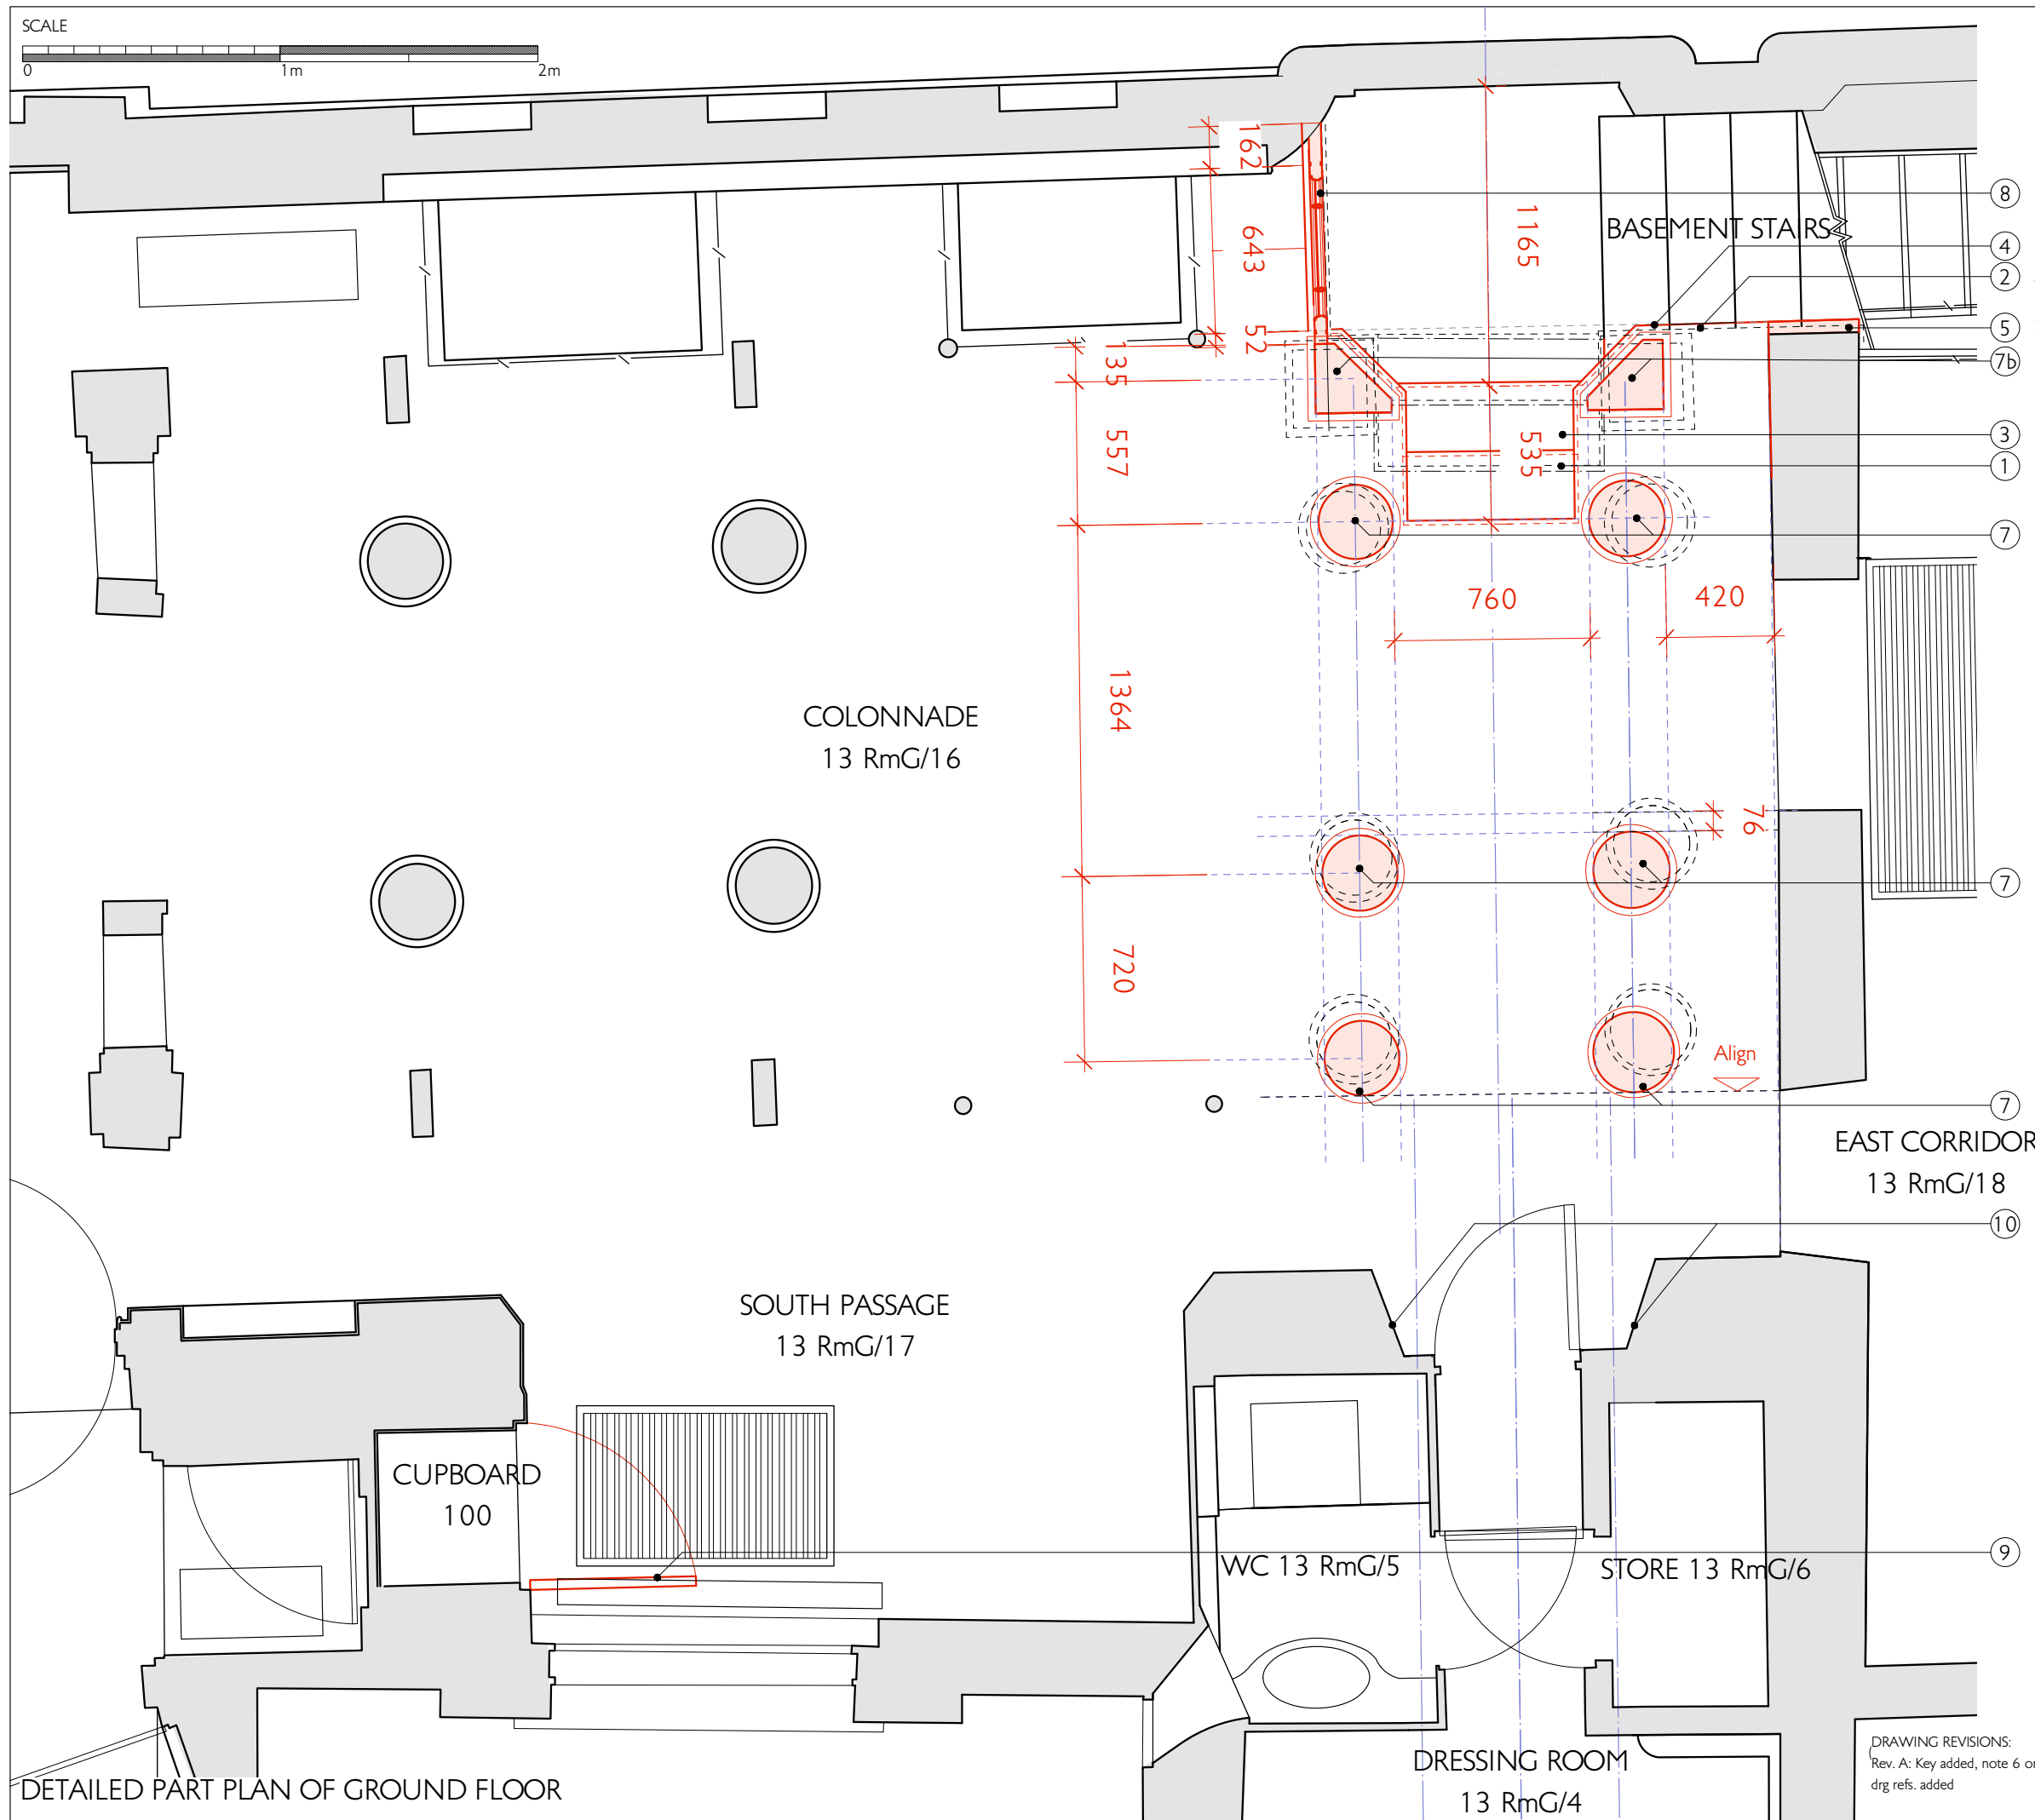 SCALE
0 1m 2m
162
8
643
1165
BASEMENT STAIRS
4
2
5
52
7b
135
557
535
3
1
7
760
420
1364
COLONNADE
13 RmG/16
76
7
720
Align
7
EAST CORRIDOR
13 RmG/18
10
SOUTH PASSAGE
13 RmG/17
CUPBOARD
100
9
WC 13 RmG/5
STORE 13 RmG/6
DRESSING ROOM
13 RmG/4
DRAWING REVISIONS:
Rev. A: Key added, note 6 or
drg refs. added
DETAILED PART PLAN OF GROUND FLOOR